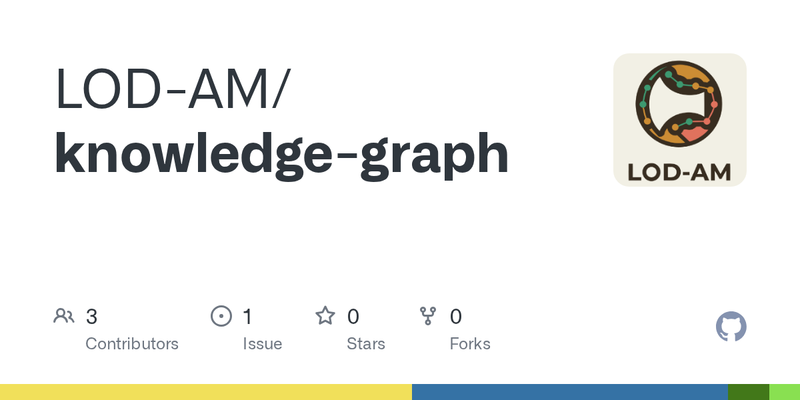 LOD-AM/
knowledge-graph
LOD-AM
3
Contributors
1
Issue
0
Stars
0
Forks